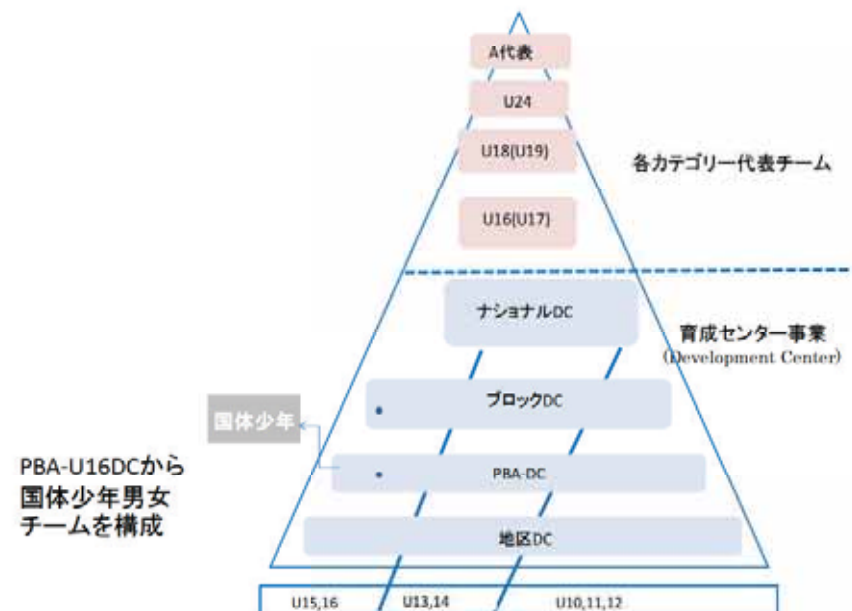 A代表
U24
U18(U19)
各カテゴリー代表チーム
U16(U17)
ナショナルDC
育成センター事業
(Development Center)
ブロックDC
国体少年
PBA-U16DCから
国体少年男女
チームを構成
PBA-DC
地区DC
U15,16
U13,14
U10,11,12